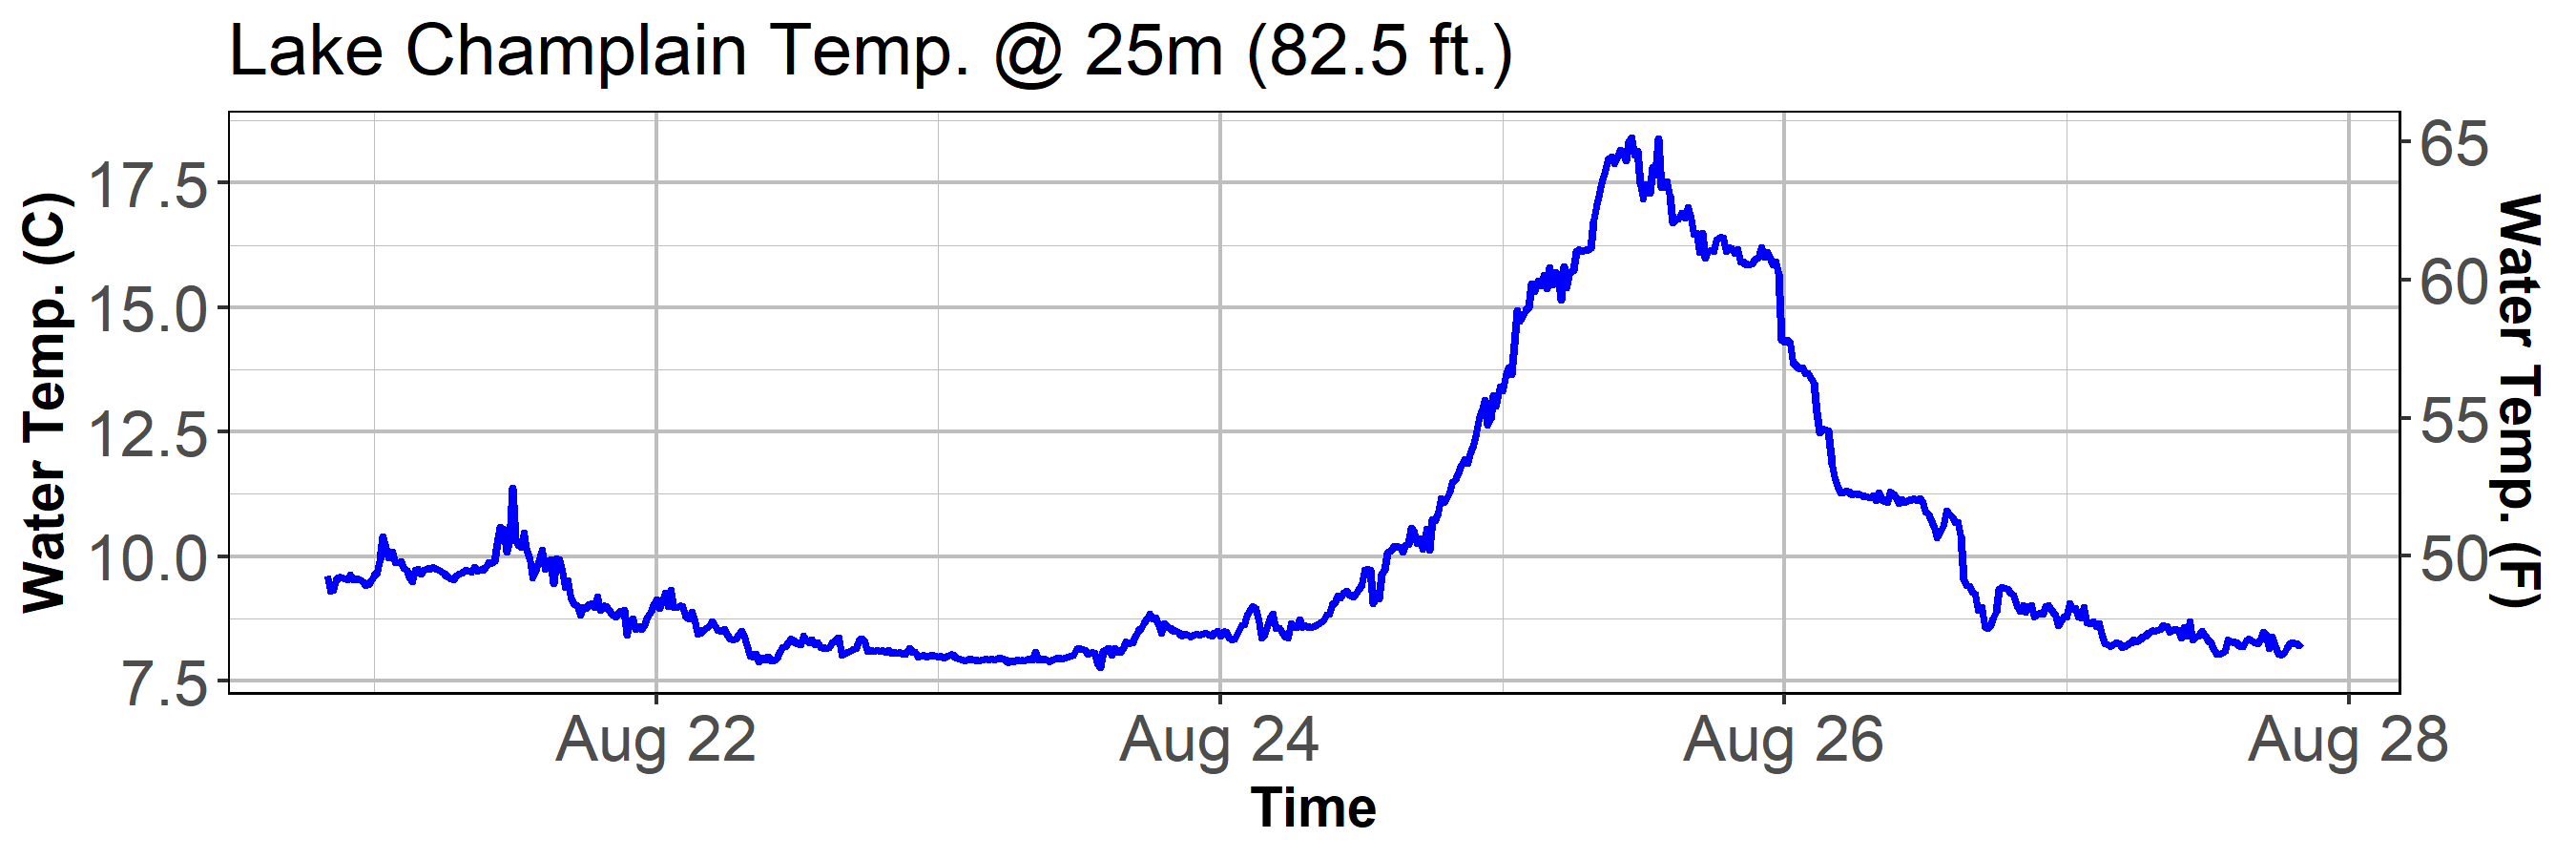 Lake Champlain Temp. @ 25m (82.5 ft.)
Water Temp. (C)
17.5
15.0
12.5
10.0
7.5
65
60
55
50
Water Temp. (F)
Aug 22
Aug 24
Aug 26
Aug 28
Time